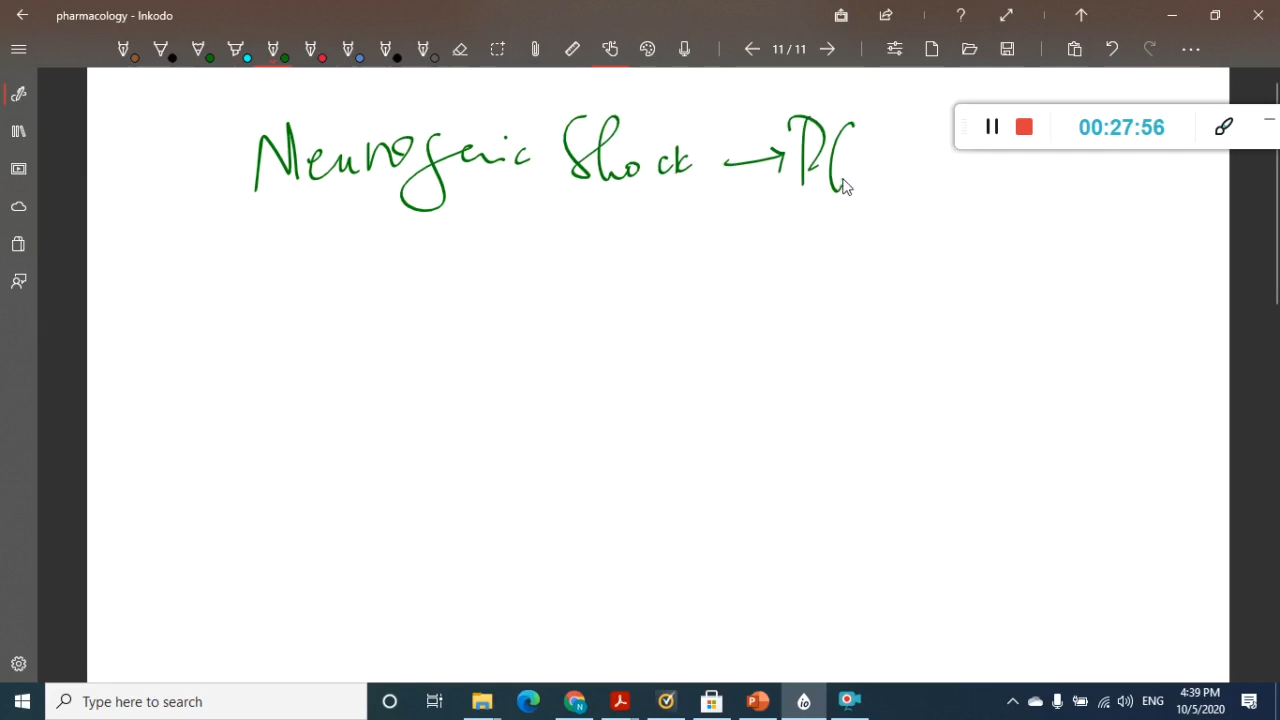 pharmacology - Inkodo
11/11
Neurogenic Shock →
00:27:56
Type here to search
ENG
4:39 PM
10/5/2020